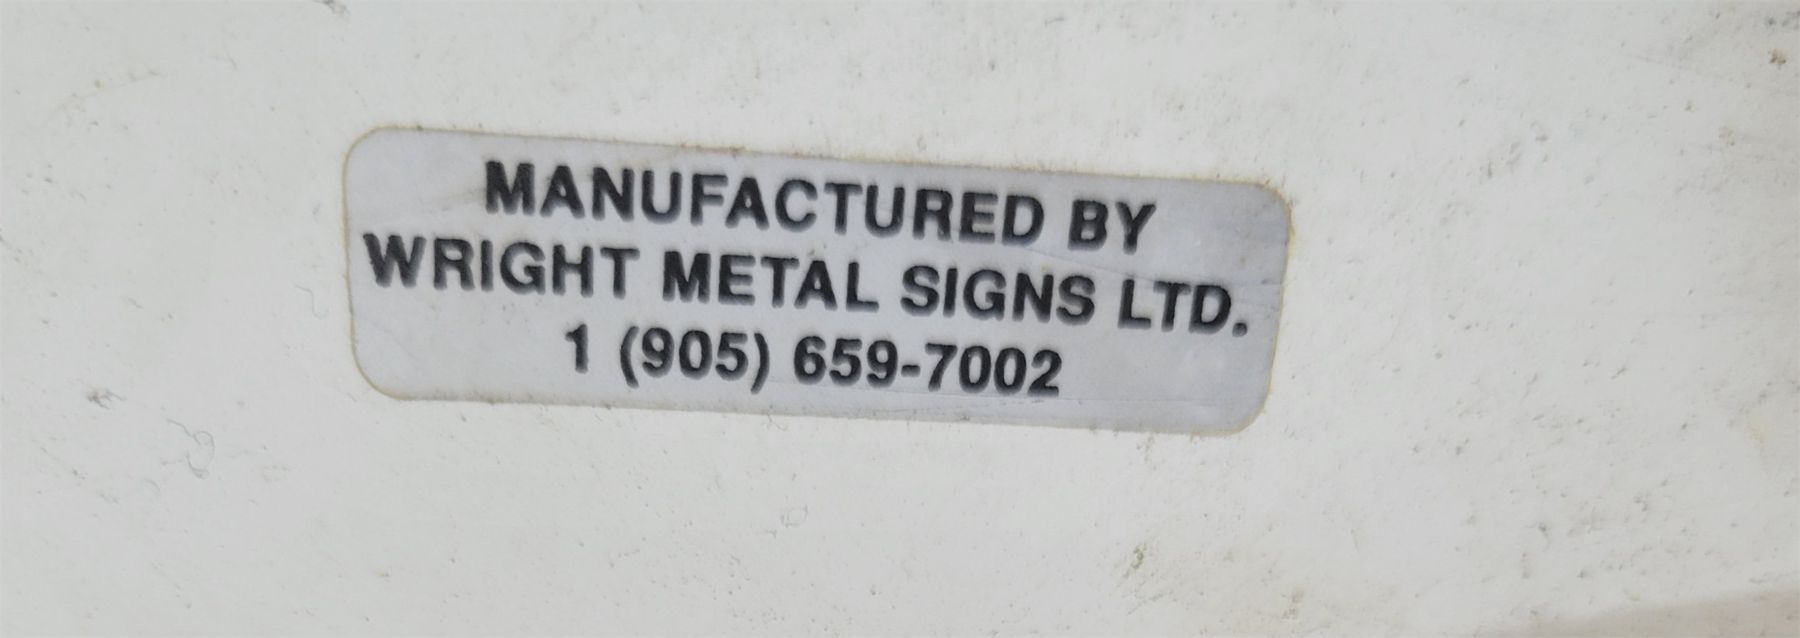 MANUFACTURED BY
WRIGHT METAL SIGNS LTD.
1 (905) 659-7002